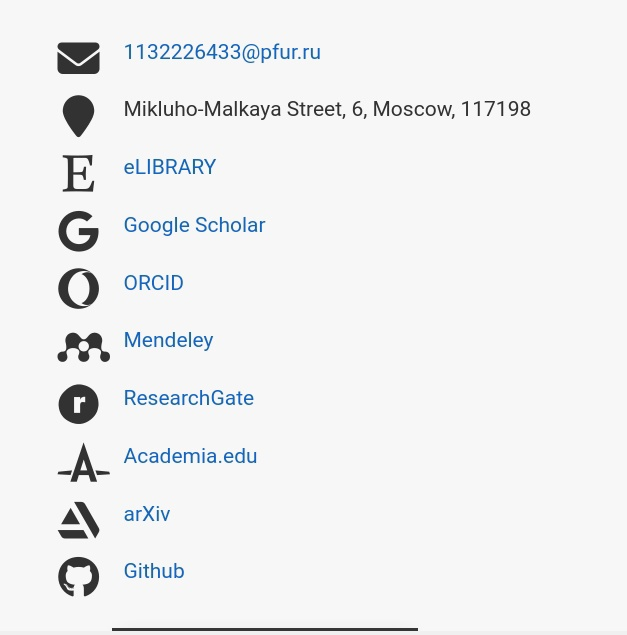 1132226433@pfur.ru
Mikluho-Malkaya Street, 6, Moscow, 117198
eLIBRARY
Google Scholar
ORCID
Mendeley
ResearchGate
Academia.edu
arXiv
Github